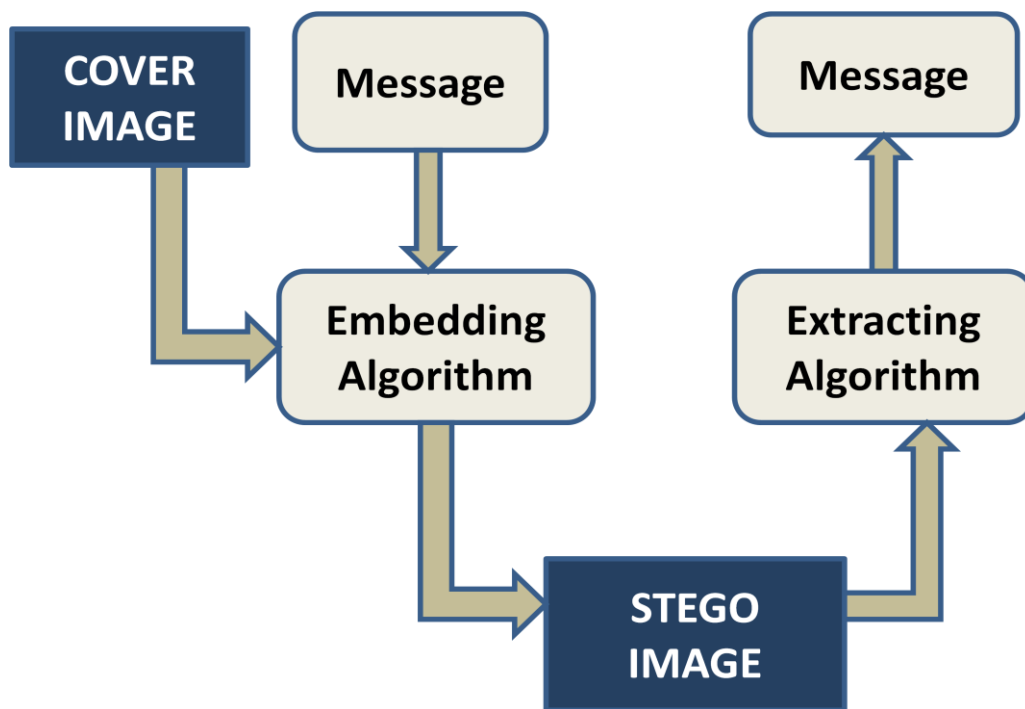 COVER
IMAGE
Message
Message
Embedding
Algorithm
Extracting
Algorithm
STEGO
IMAGE